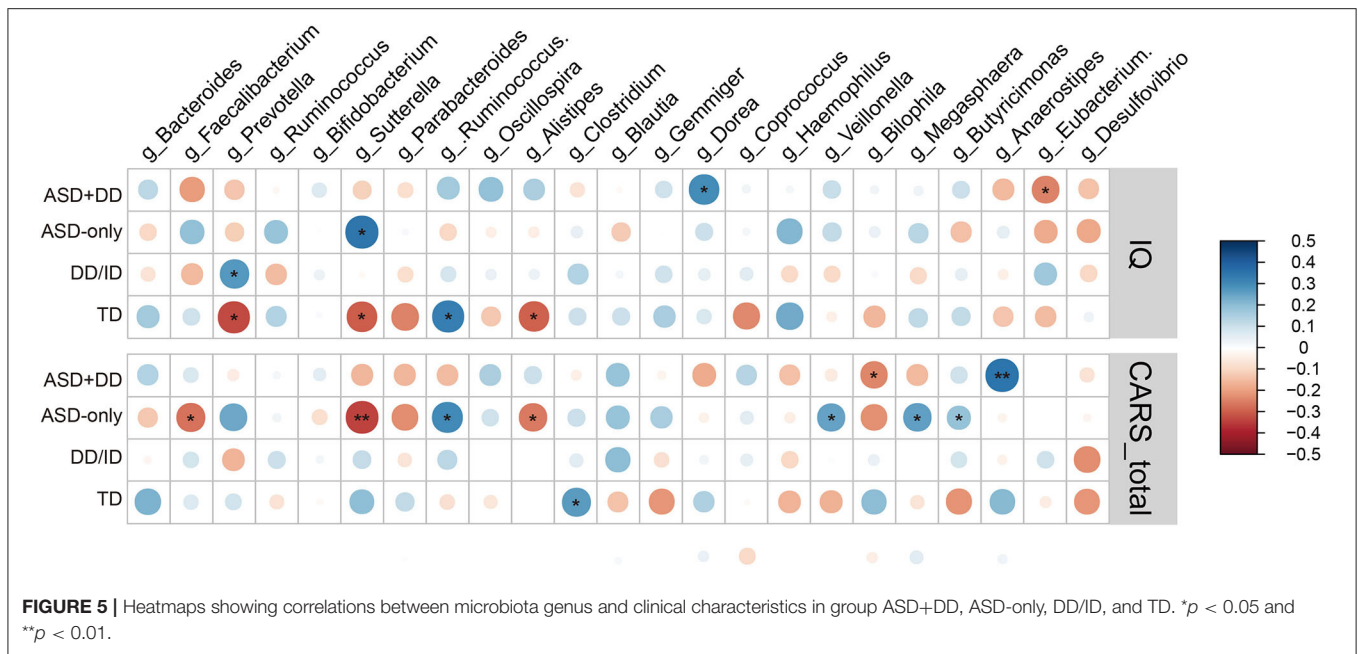 g_Bacteroides
g_Faecalibacterium
g_Prevotella
g_Ruminococcus
g_Bifidobacterium
g_Sutterella
g_Parabacteroides
g_.Ruminococcus.
g_Oscillospira
g_Alistipes
g_Clostridium
g_Blautia
g_Gemmiger
g_Dorea
g_Coprococcus
g_Haemophilus
g_Veillonella
g_Bilophila
g_Megasphaera
g_Butyricimonas
g_Anaerostipes
g_.Eubacterium.
g_Desulfovibrio
ASD+DD * *
ASD-only *
DD/ID *
TD * * * *
IQ
ASD+DD * **
ASD-only * ** * * * * *
DD/ID
TD *
CARS_total
0.5
0.4
0.3
0.2
0.1
0
−0.1
−0.2
−0.3
−0.4
−0.5
FIGURE 5 | Heatmaps showing correlations between microbiota genus and clinical characteristics in group ASD+DD, ASD-only, DD/ID, and TD. *p < 0.05 and
**p < 0.01.